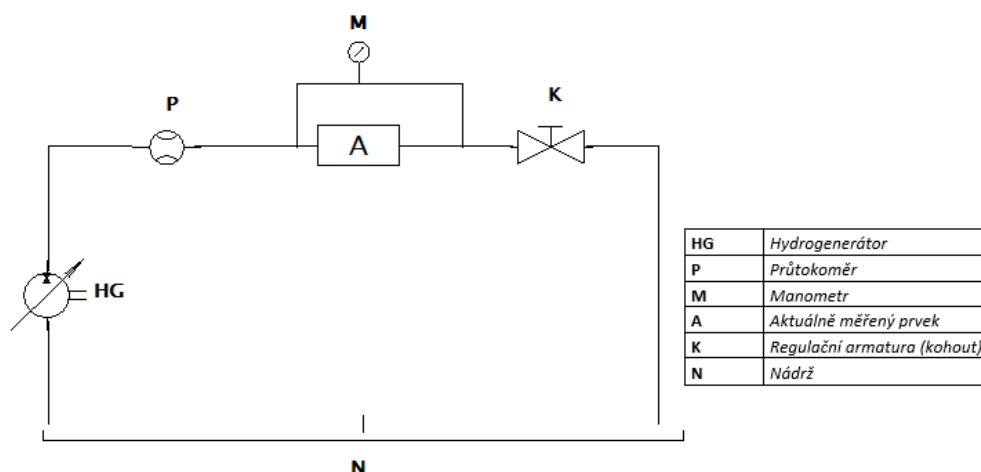 M
P
K
A
HG
N
HG Hydrogenerátor
P Průtokoměr
M Manometr
A Aktuálně měřený prvek
K Regulační armatura (kohout)
N Nádrž